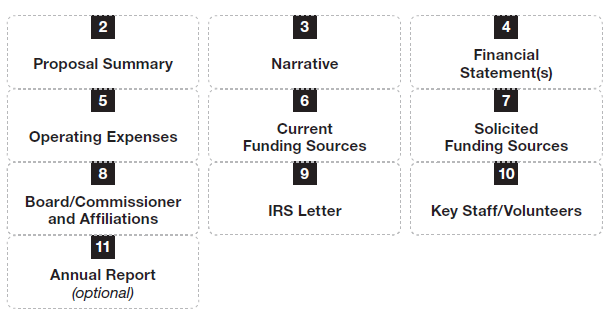 2
Proposal Summary
3
Narrative
4
Financial
Statement(s)
5
Operating Expenses
6
Current
Funding Sources
7
Solicited
Funding Sources
8
Board/Commissioner
and Affiliations
9
IRS Letter
10
Key Staff/Volunteers
11
Annual Report
(optional)